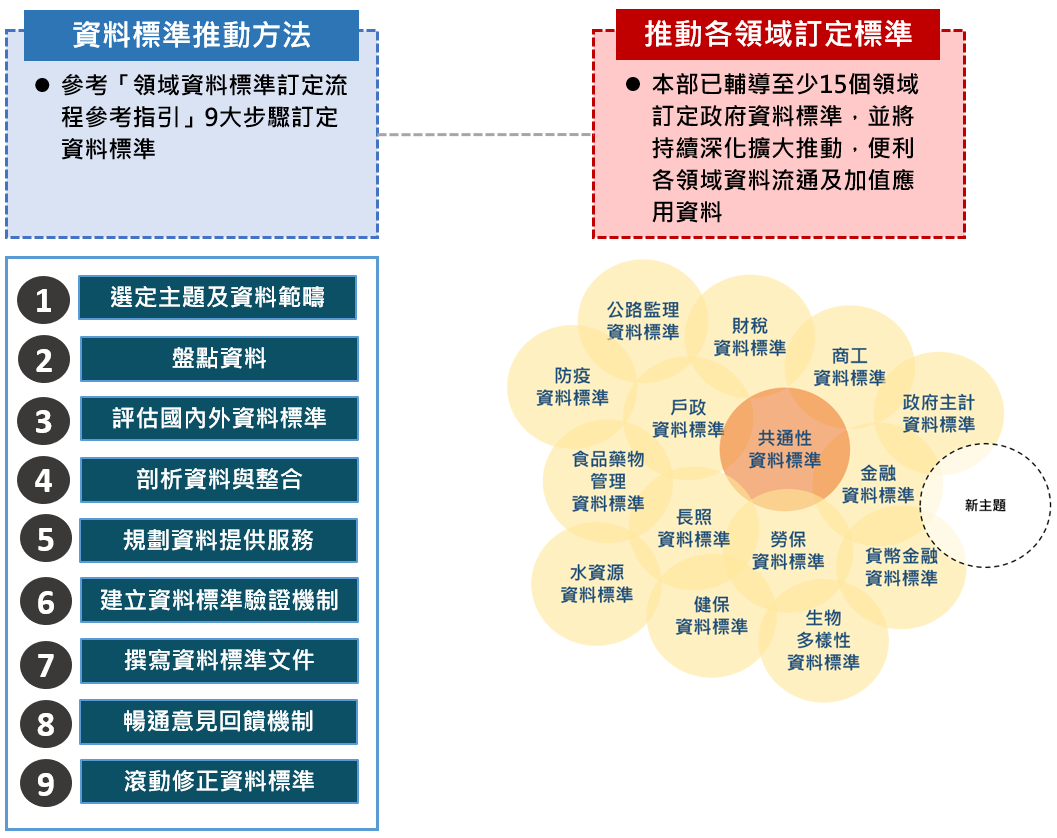 資料標準推動方法
● 參考「領域資料標準訂定流
程參考指引」9大步驟訂定
資料標準
推動各領域訂定標準
● 本部已輔導至少15個領域
訂定政府資料標準，並將
持續深化擴大推動，便利
各領域資料流通及加值應
用資料
1 選定主題及資料範疇
2 盤點資料
3 評估國內外資料標準
4 剖析資料與整合
5 規劃資料提供服務
6 建立資料標準驗證機制
7 撰寫資料標準文件
8 暢通意見回饋機制
9 滾動修正資料標準
公路監理
資料標準
財稅
資料標準
商工
資料標準
防疫
資料標準
戶政
資料標準
政府主計
資料標準
共通性
資料標準
食品藥物
管理
資料標準
金融
資料標準
新主題
長照
資料標準
勞保
資料標準
貨幣金融
資料標準
水資源
資料標準
健保
資料標準
生物
多樣性
資料標準